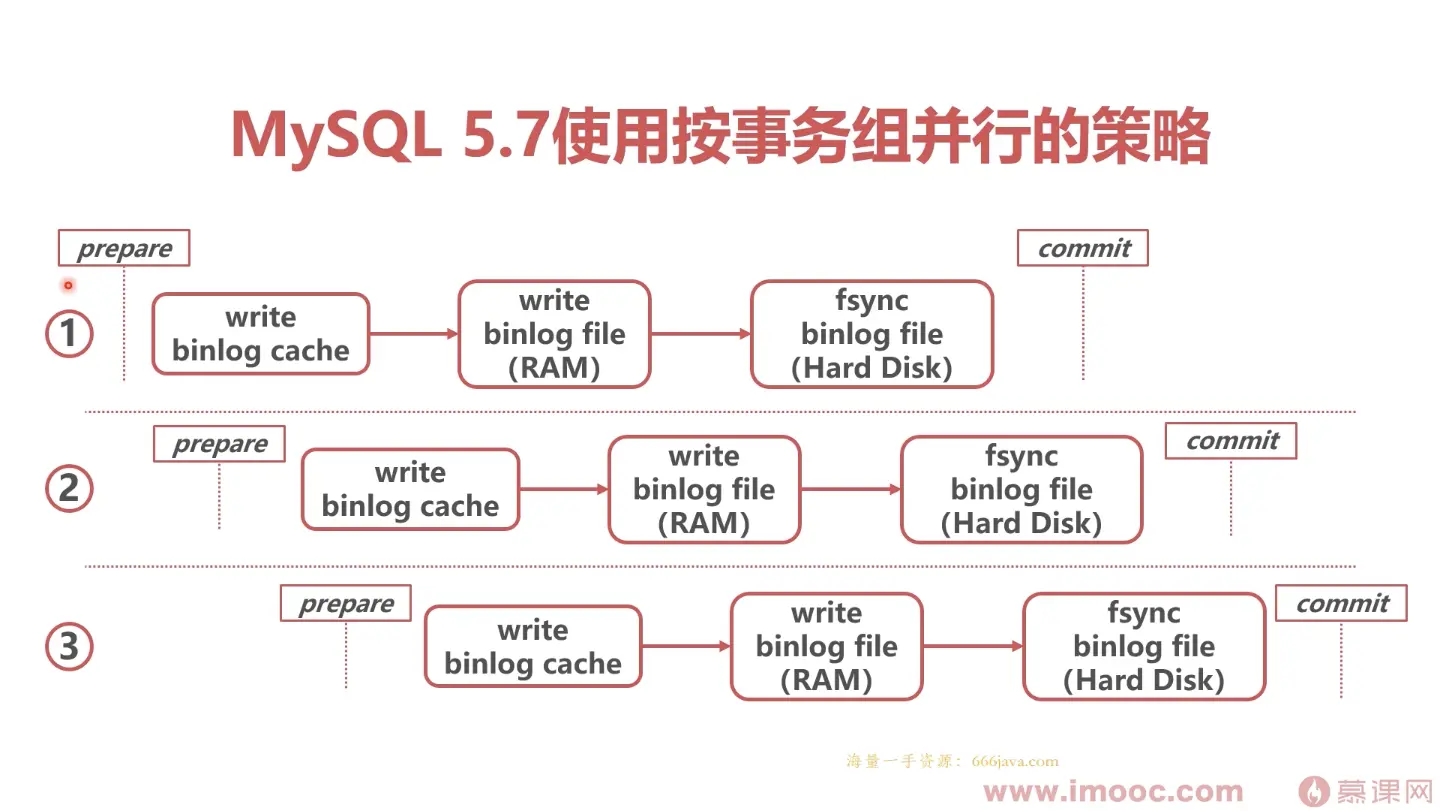 MySQL 5.7使用按事务组并行的策略
prepare
commit
①
write
binlog cache
write
binlog file
(RAM)
fsync
binlog file
(Hard Disk)
prepare
commit
②
write
binlog cache
write
binlog file
(RAM)
fsync
binlog file
(Hard Disk)
prepare
commit
③
write
binlog cache
write
binlog file
(RAM)
fsync
binlog file
(Hard Disk)
海量一手资源：666java.com
www.imooc.com
慕课网